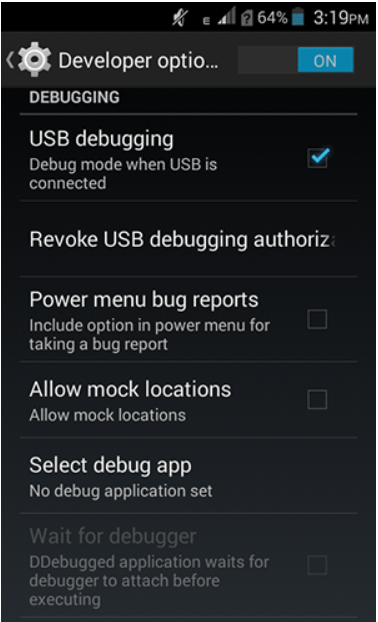 E 64% 3:19PM
Developer optio... ON
DEBUGGING
USB debugging
Debug mode when USB is
connected
Revoke USB debugging authoriz
Power menu bug reports
Include option in power menu for
taking a bug report
Allow mock locations
Allow mock locations
Select debug app
No debug application set
Wait for debugger
DDebugged application waits for
debugger to attach before
executing